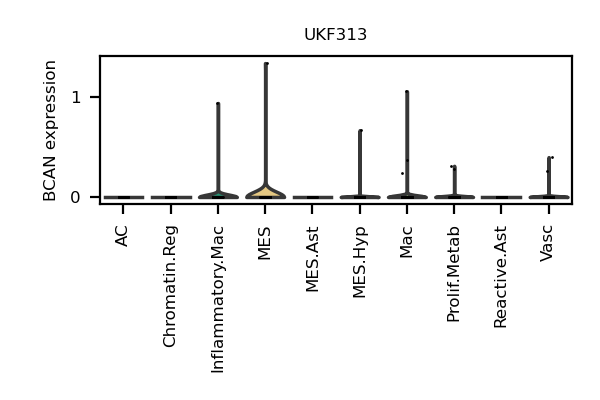 UKF313
BCAN expression
1
0
AC
Chromatin.Reg
Inflammatory.Mac
MES
MES.Ast
MES.Hyp
Mac
Prolif.Metab
Reactive.Ast
Vasc